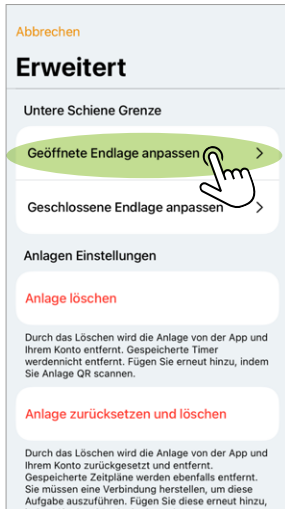 Abbrechen
Erweitert
Untere Schiene Grenze
Geöffnete Endlage anpassen
Geschlossene Endlage anpassen
Anlagen Einstellungen
Anlage löschen
Durch das Löschen wird die Anlage von der App und
Ihrem Konto entfernt. Gespeicherte Timer
werdennicht entfernt. Fügen Sie erneut hinzu, indem
Sie Anlage QR scannen.
Anlage zurücksetzen und löschen
Durch das Löschen wird die Anlage von der App und
Ihrem Konto zurückgesetzt und entfernt.
Gespeicherte Zeitpläne werden ebenfalls entfernt.
Sie müssen eine Verbindung herstellen, um diese
Aufgabe auszuführen. Fügen Sie diese erneut hinzu,